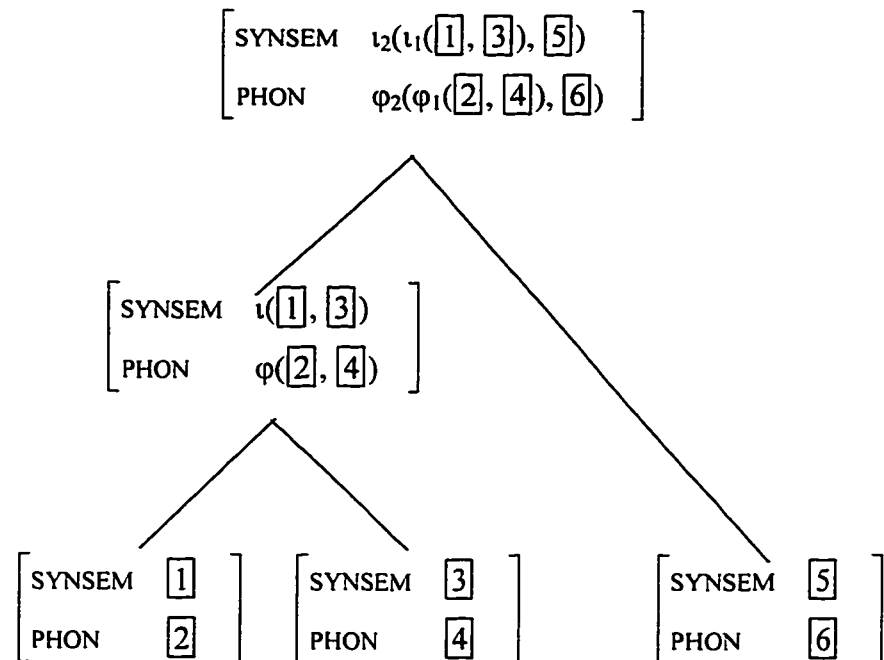 SYNSEM ι₂(ι₁(1, 3), 5)
PHON φ₂(φ₁(2, 4), 6)
SYNSEM ι(1, 3)
PHON φ(2, 4)
SYNSEM 1 SYNSEM 3 SYNSEM 5
PHON 2 PHON 4 PHON 6